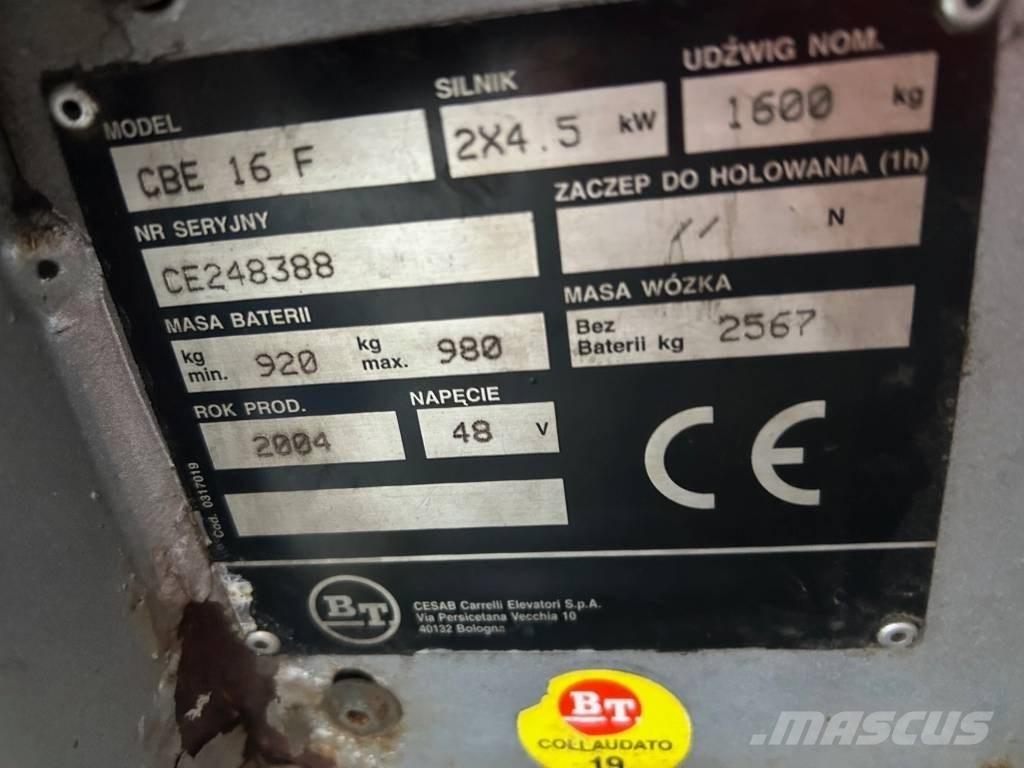 MODEL
CBE 16 F
SILNIK
2X4.5 kW
UDŹWIG NOM.
1600 kg
NR SERYJNY
CE248388
ZACZEP DO HOLOWANIA (1h)
// N
MASA BATERII
kg min. 920 kg max. 980
MASA WÓZKA
Bez Baterii kg 2567
ROK PROD.
2004
NAPĘCIE
48 V
Cod. 0317019
CE
BT
CESAB Carrelli Elevatori S.p.A.
Via Persicetana Vecchia 10
40132 Bologna
BT
COLLAUDATO
19
MASCUS